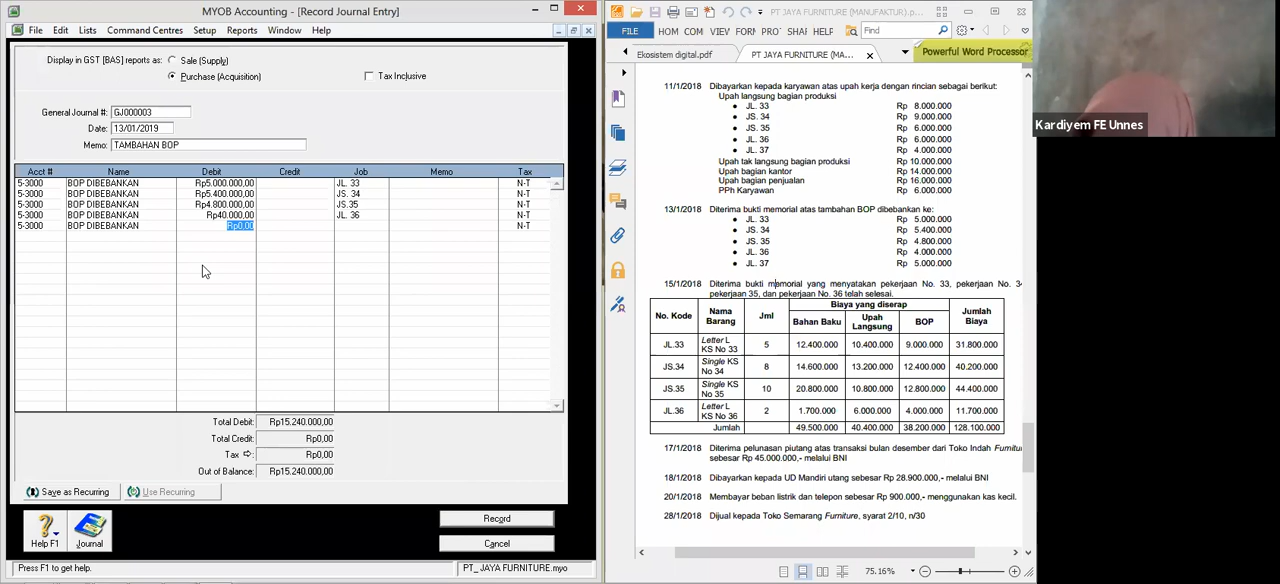 MYOB Accounting - [Record Journal Entry]
File Edit Lists Command Centres Setup Reports Window Help
Display in GST [BAS] reports as: Sale (Supply)
Purchase (Acquisition) Tax Inclusive
General Journal #: GJ000003
Date: 13/01/2019
Memo: TAMBAHAN BOP
Acct # Name Debit Credit Job Memo Tax
5-3000 BOP DIBEBANKAN Rp5.000.000,00 JL. 33 N-T
5-3000 BOP DIBEBANKAN Rp5.400.000,00 JS. 34 N-T
5-3000 BOP DIBEBANKAN Rp4.800.000,00 JS.35 N-T
5-3000 BOP DIBEBANKAN Rp40.000,00 JL. 36 N-T
5-3000 BOP DIBEBANKAN Rp0,00 N-T
Total Debit: Rp15.240.000,00
Total Credit: Rp0,00
Tax: Rp0,00
Out of Balance: Rp15.240.000,00
Save as Recurring Use Recurring
Record
Cancel
Help F1 Journal
Press F1 to get help. PT_ JAYA FURNITURE.myo
PT JAYA FURNITURE (MANUFAKTUR).p...
FILE HOM COM VIEV FORM PRO SHAR HELP Find
Ekosistem digital.pdf PT JAYA FURNITURE (MA... Powerful Word Processor
11/1/2018 Dibayarkan kepada karyawan atas upah kerja dengan rincian sebagai berikut:
Upah langsung bagian produksi
• JL. 33 Rp 8.000.000
• JS. 34 Rp 9.000.000
• JS. 35 Rp 6.000.000
• JL. 36 Rp 6.000.000
• JL. 37 Rp 4.000.000
Upah tak langsung bagian produksi Rp 10.000.000
Upah bagian kantor Rp 14.000.000
Upah bagian penjualan Rp 16.000.000
PPh Karyawan Rp 6.000.000
13/1/2018 Diterima bukti memorial atas tambahan BOP dibebankan ke:
• JL. 33 Rp 5.000.000
• JS. 34 Rp 5.400.000
• JS. 35 Rp 4.800.000
• JL. 36 Rp 4.000.000
• JL. 37 Rp 5.000.000
15/1/2018 Diterima bukti memorial yang menyatakan pekerjaan No. 33, pekerjaan No. 34
pekerjaan 35, dan pekerjaan No. 36 telah selesai.
No. Kode Nama Barang Jml Biaya yang diserap Jumlah Biaya
Bahan Baku Upah Langsung BOP
JL.33 Letter L KS No 33 5 12.400.000 10.400.000 9.000.000 31.800.000
JS.34 Single KS No 34 8 14.600.000 13.200.000 12.400.000 40.200.000
JS.35 Single KS No 35 10 20.800.000 10.800.000 12.800.000 44.400.000
JL.36 Letter L KS No 36 2 1.700.000 6.000.000 4.000.000 11.700.000
Jumlah 49.500.000 40.400.000 38.200.000 128.100.000
17/1/2018 Diterima pelunasan piutang atas transaksi bulan desember dari Toko Indah Furnitu
sebesar Rp 45.000.000,- melalui BNI
18/1/2018 Dibayarkan kepada UD Mandiri utang sebesar Rp 28.900.000,- melalui BNI
20/1/2018 Membayar beban listrik dan telepon sebesar Rp 900.000,- menggunakan kas kecil.
28/1/2018 Dijual kepada Toko Semarang Furniture, syarat 2/10, n/30
75.16%
Kardiyem FE Unnes